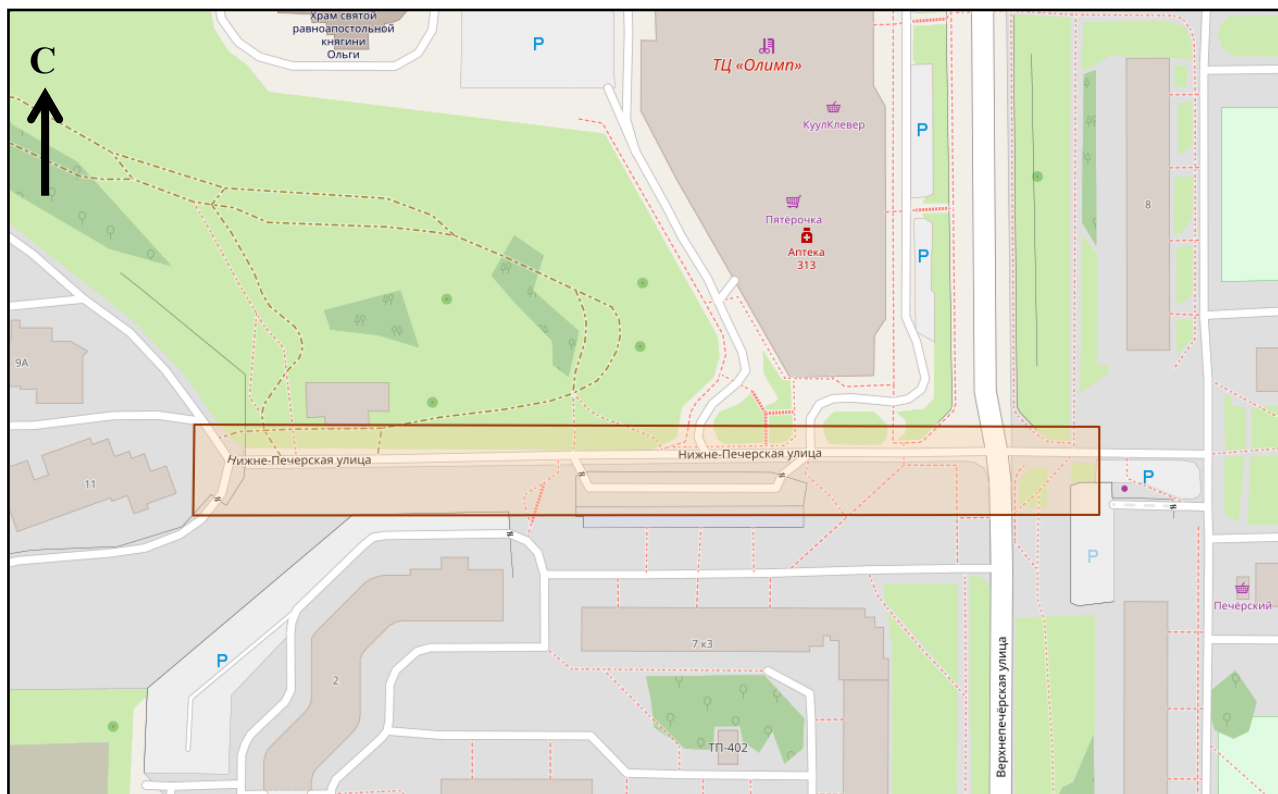 Храм святой
равноапостольной
княгини
Ольги
P
С
ТЦ «Олимп»
КуулКлевер
P
8
Пятёрочка
Аптека
313
P
9А
Нижне-Печерская улица
Нижне-Печерская улица
11
P
P
Печёрский
7 к3
P
2
Верхнепечёрская улица
ТП-402